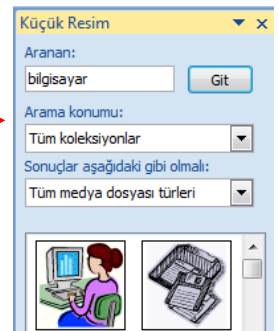 Küçük Resim
Aranan:
bilgisayar
Git
Arama konumu:
Tüm koleksiyonlar
Sonuçlar aşağıdaki gibi olmalı:
Tüm medya dosyası türleri